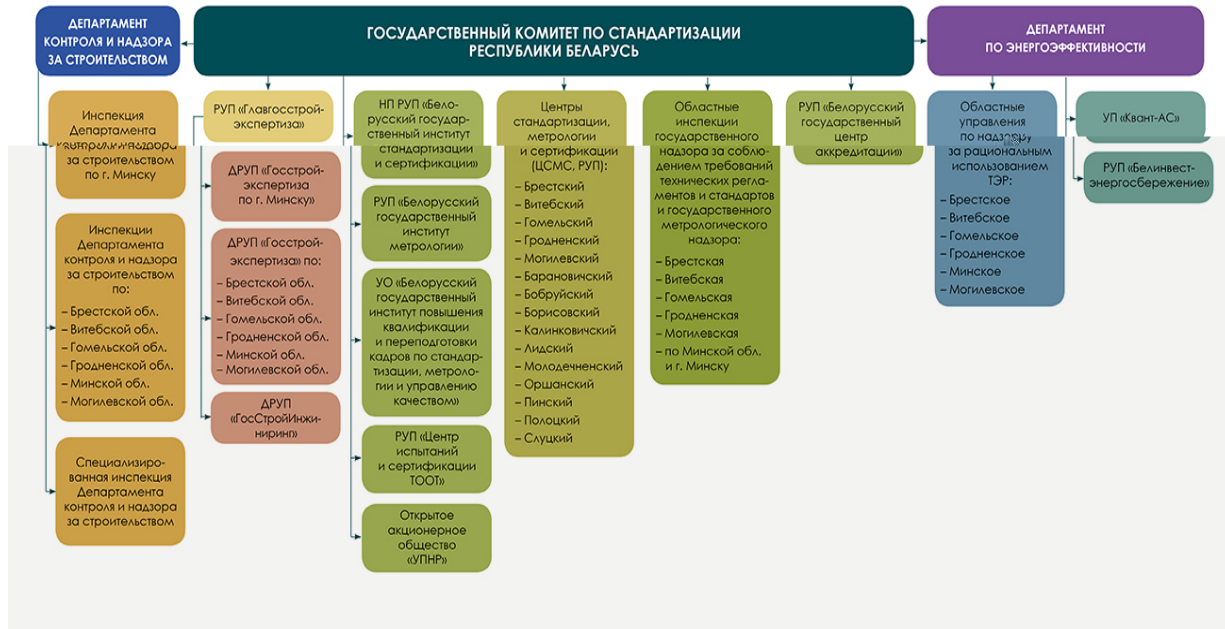 ДЕПАРТАМЕНТ
КОНТРОЛЯ И НАДЗОРА
ЗА СТРОИТЕЛЬСТВОМ
ГОСУДАРСТВЕННЫЙ КОМИТЕТ ПО СТАНДАРТИЗАЦИИ
РЕСПУБЛИКИ БЕЛАРУСЬ
ДЕПАРТАМЕНТ
ПО ЭНЕРГОЭФФЕКТИВНОСТИ
Инспекция
Департамента
контроля и надзора
за строительством
по г. Минску
Инспекции
Департамента
контроля и надзора
за строительством
по:
– Брестской обл.
– Витебской обл.
– Гомельской обл.
– Гродненской обл.
– Минской обл.
– Могилевской обл.
Специализиро-
ванная инспекция
Департамента
контроля и надзора
за строительством
РУП «Главгосстрой-
экспертиза»
ДРУП «Госстрой-
экспертиза
по г. Минску»
ДРУП «Госстрой-
экспертиза» по:
– Брестской обл.
– Витебской обл.
– Гомельской обл.
– Гродненской обл.
– Минской обл.
– Могилевской обл.
ДРУП
«ГосСтройИнжи-
ниринг»
НП РУП «Бело-
русский государ-
ственный институт
стандартизации
и сертификации»
РУП «Белорусский
государственный
институт
метрологии»
УО «Белорусский
государственный
институт повышения
квалификации
и переподготовки
кадров по стандар-
тизации, метроло-
гии и управлению
качеством»
РУП «Центр
испытаний
и сертификации
ТООТ»
Открытое
акционерное
общество
«УПНР»
Центры
стандартизации,
метрологии
и сертификации
(ЦСМС, РУП):
– Брестский
– Витебский
– Гомельский
– Гродненский
– Могилевский
– Барановичский
– Бобруйский
– Борисовский
– Калинковичский
– Лидский
– Молодечненский
– Оршанский
– Пинский
– Полоцкий
– Слуцкий
Областные
инспекции
государственного
надзора за соблю-
дением требований
технических регла-
ментов и стандартов
и государственного
метрологического
надзора:
– Брестская
– Витебская
– Гомельская
– Гродненская
– Могилевская
– по Минской обл.
и г. Минску
РУП «Белорусский
государственный
центр
аккредитации»
Областные
управления
по надзору
за рациональным
использованием
ТЭР:
– Брестское
– Витебское
– Гомельское
– Гродненское
– Минское
– Могилевское
УП «Квант-АС»
РУП «Белинвест-
энергосбережение»